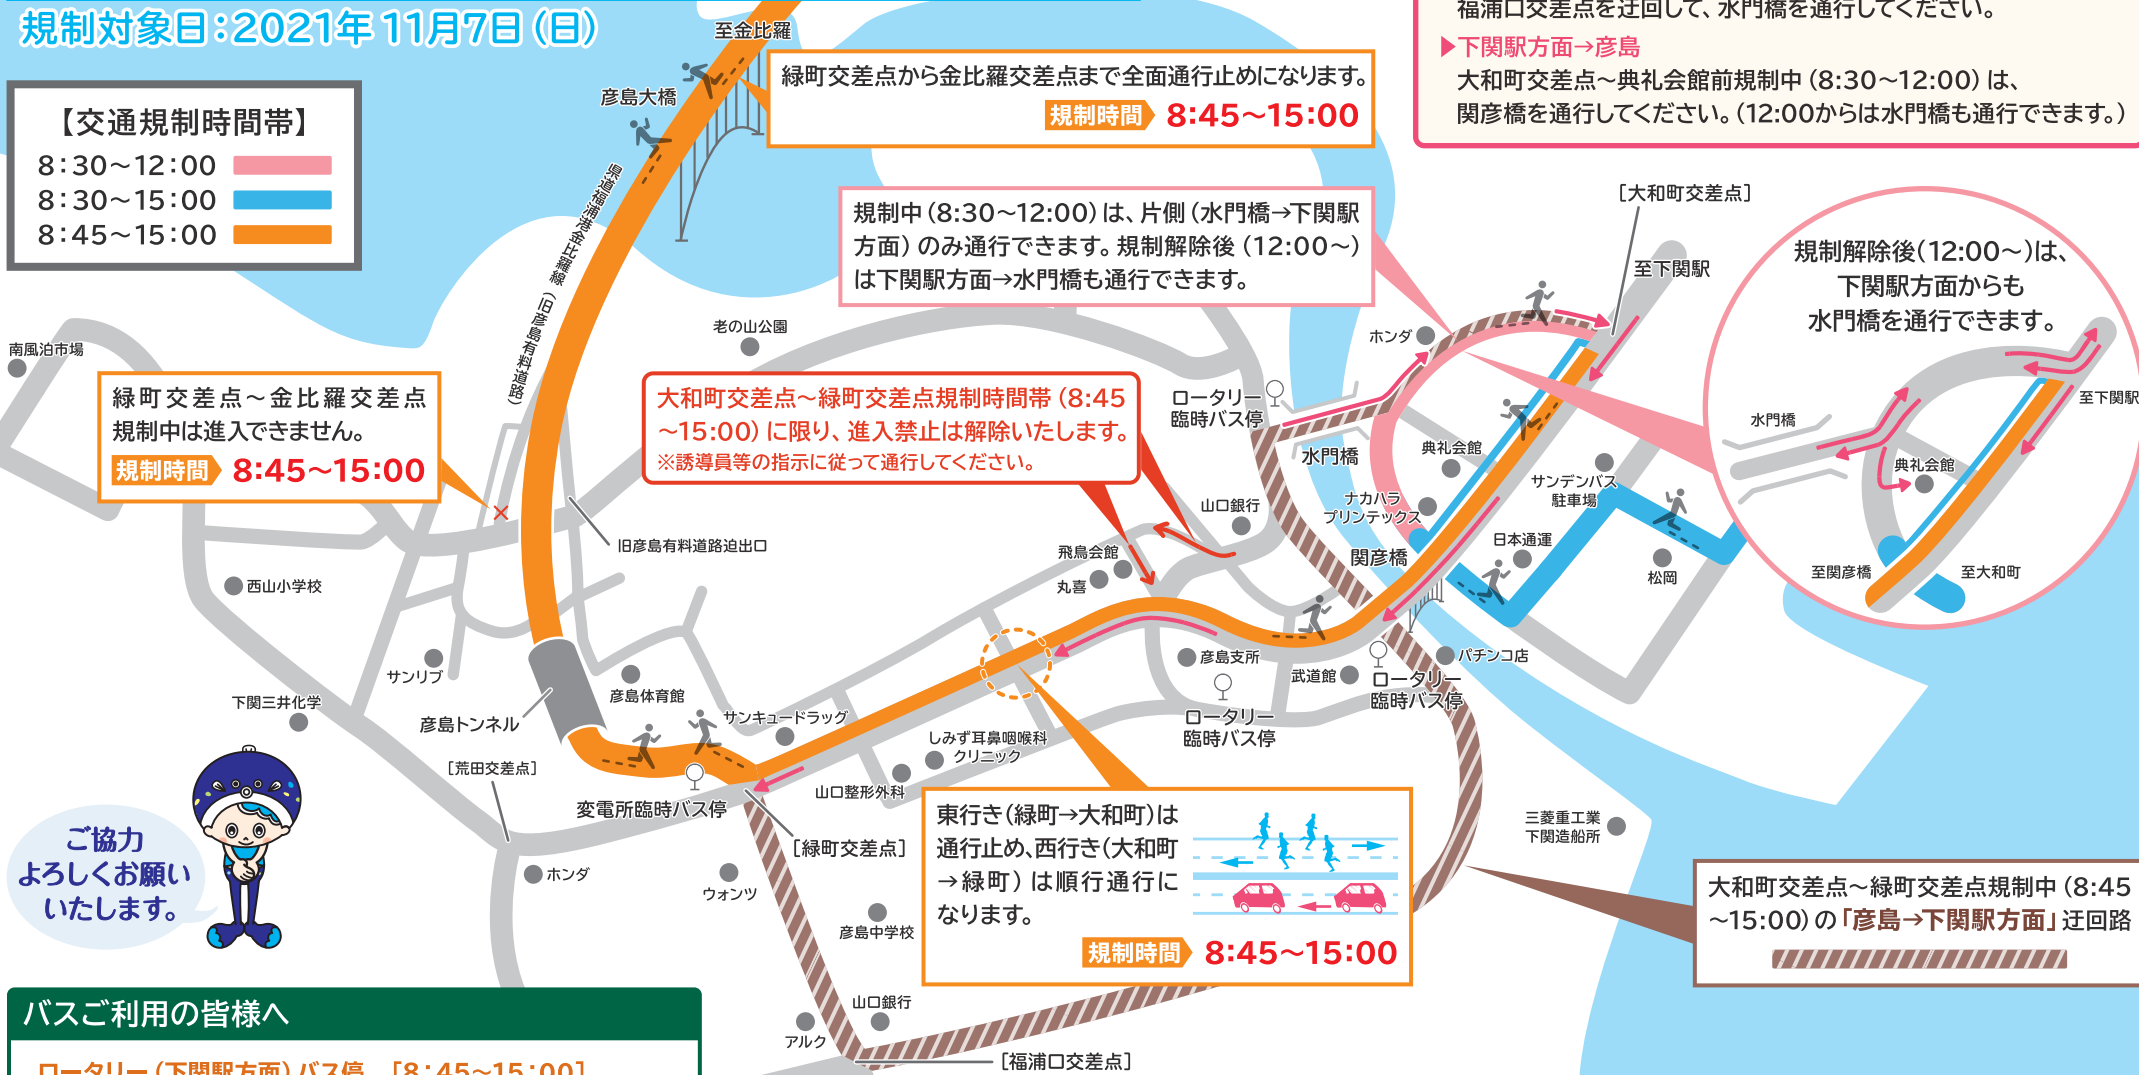 規制対象日：2021年11月7日（日）
【交通規制時間帯】
8：30〜12：00
8：30〜15：00
8：45〜15：00
至金比羅
彦島大橋
県道福浦港金比羅線（旧彦島有料道路）
緑町交差点から金比羅交差点まで全面通行止めになります。
規制時間 8:45〜15:00
福浦口交差点を迂回して、水門橋を通行してください。
▶下関駅方面→彦島
大和町交差点〜典礼会館前規制中（8:30〜12:00）は、
関彦橋を通行してください。（12:00からは水門橋も通行できます。）
規制中（8:30〜12:00）は、片側（水門橋→下関駅
方面）のみ通行できます。規制解除後（12:00〜）
は下関駅方面→水門橋も通行できます。
［大和町交差点］
至下関駅
規制解除後（12:00〜）は、
下関駅方面からも
水門橋を通行できます。
水門橋
典礼会館
至下関駅
至関彦橋
至大和町
南風泊市場
緑町交差点〜金比羅交差点
規制中は進入できません。
規制時間 8:45〜15:00
老の山公園
大和町交差点〜緑町交差点規制時間帯（8:45
〜15:00）に限り、進入禁止は解除いたします。
※誘導員等の指示に従って通行してください。
ホンダ
ロータリー
臨時バス停
水門橋
典礼会館
サンデンバス
駐車場
ナカハラ
プリンテックス
山口銀行
日本通運
関彦橋
松岡
飛鳥会館
丸喜
旧彦島有料道路迫出口
西山小学校
サンリブ
下関三井化学
彦島トンネル
彦島体育館
サンキュードラッグ
彦島支所
武道館
パチンコ店
ロータリー
臨時バス停
ロータリー
臨時バス停
しみず耳鼻咽喉科
クリニック
山口整形外科
［荒田交差点］
変電所臨時バス停
［緑町交差点］
ホンダ
ウォンツ
彦島中学校
山口銀行
アルク
［福浦口交差点］
東行き（緑町→大和町）は
通行止め、西行き（大和町
→緑町）は順行通行に
なります。
規制時間 8:45〜15:00
三菱重工業
下関造船所
大和町交差点〜緑町交差点規制中（8:45
〜15:00）の「彦島→下関駅方面」迂回路
ご協力
よろしくお願い
いたします。
バスご利用の皆様へ
ロータリー（下関駅方面）バス停 ［8：45〜15：00］